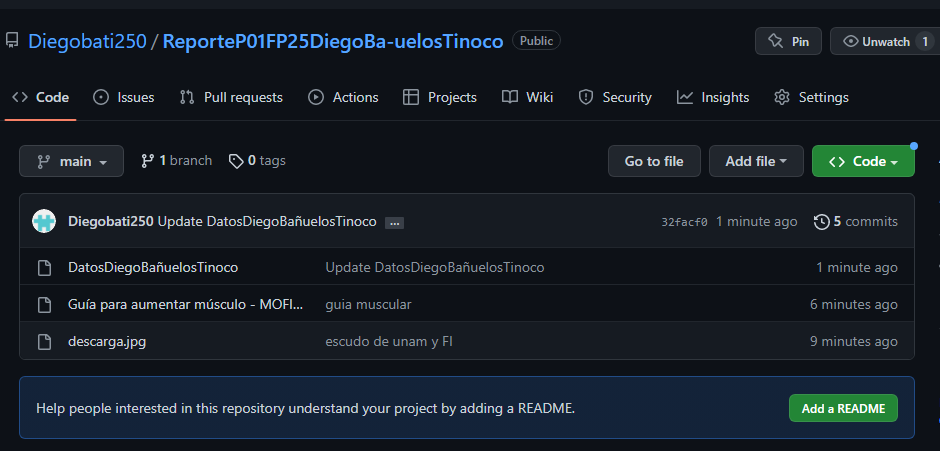 Diegobati250 / ReporteP01FP25DiegoBa-uelosTinoco Public Pin Unwatch 1
Code Issues Pull requests Actions Projects Wiki Security Insights Settings
main 1 branch 0 tags Go to file Add file Code
Diegobati250 Update DatosDiegoBañuelosTinoco ... 32facf0 1 minute ago 5 commits
DatosDiegoBañuelosTinoco Update DatosDiegoBañuelosTinoco 1 minute ago
Guía para aumentar músculo - MOFI... guia muscular 6 minutes ago
descarga.jpg escudo de unam y FI 9 minutes ago
Help people interested in this repository understand your project by adding a README. Add a README